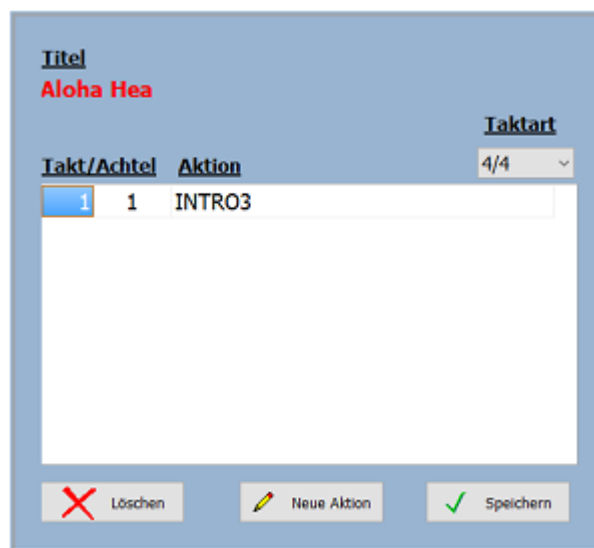 Titel
Aloha Hea
Taktart
Takt/Achtel Aktion 4/4
1 1 INTRO3
Löschen Neue Aktion Speichern